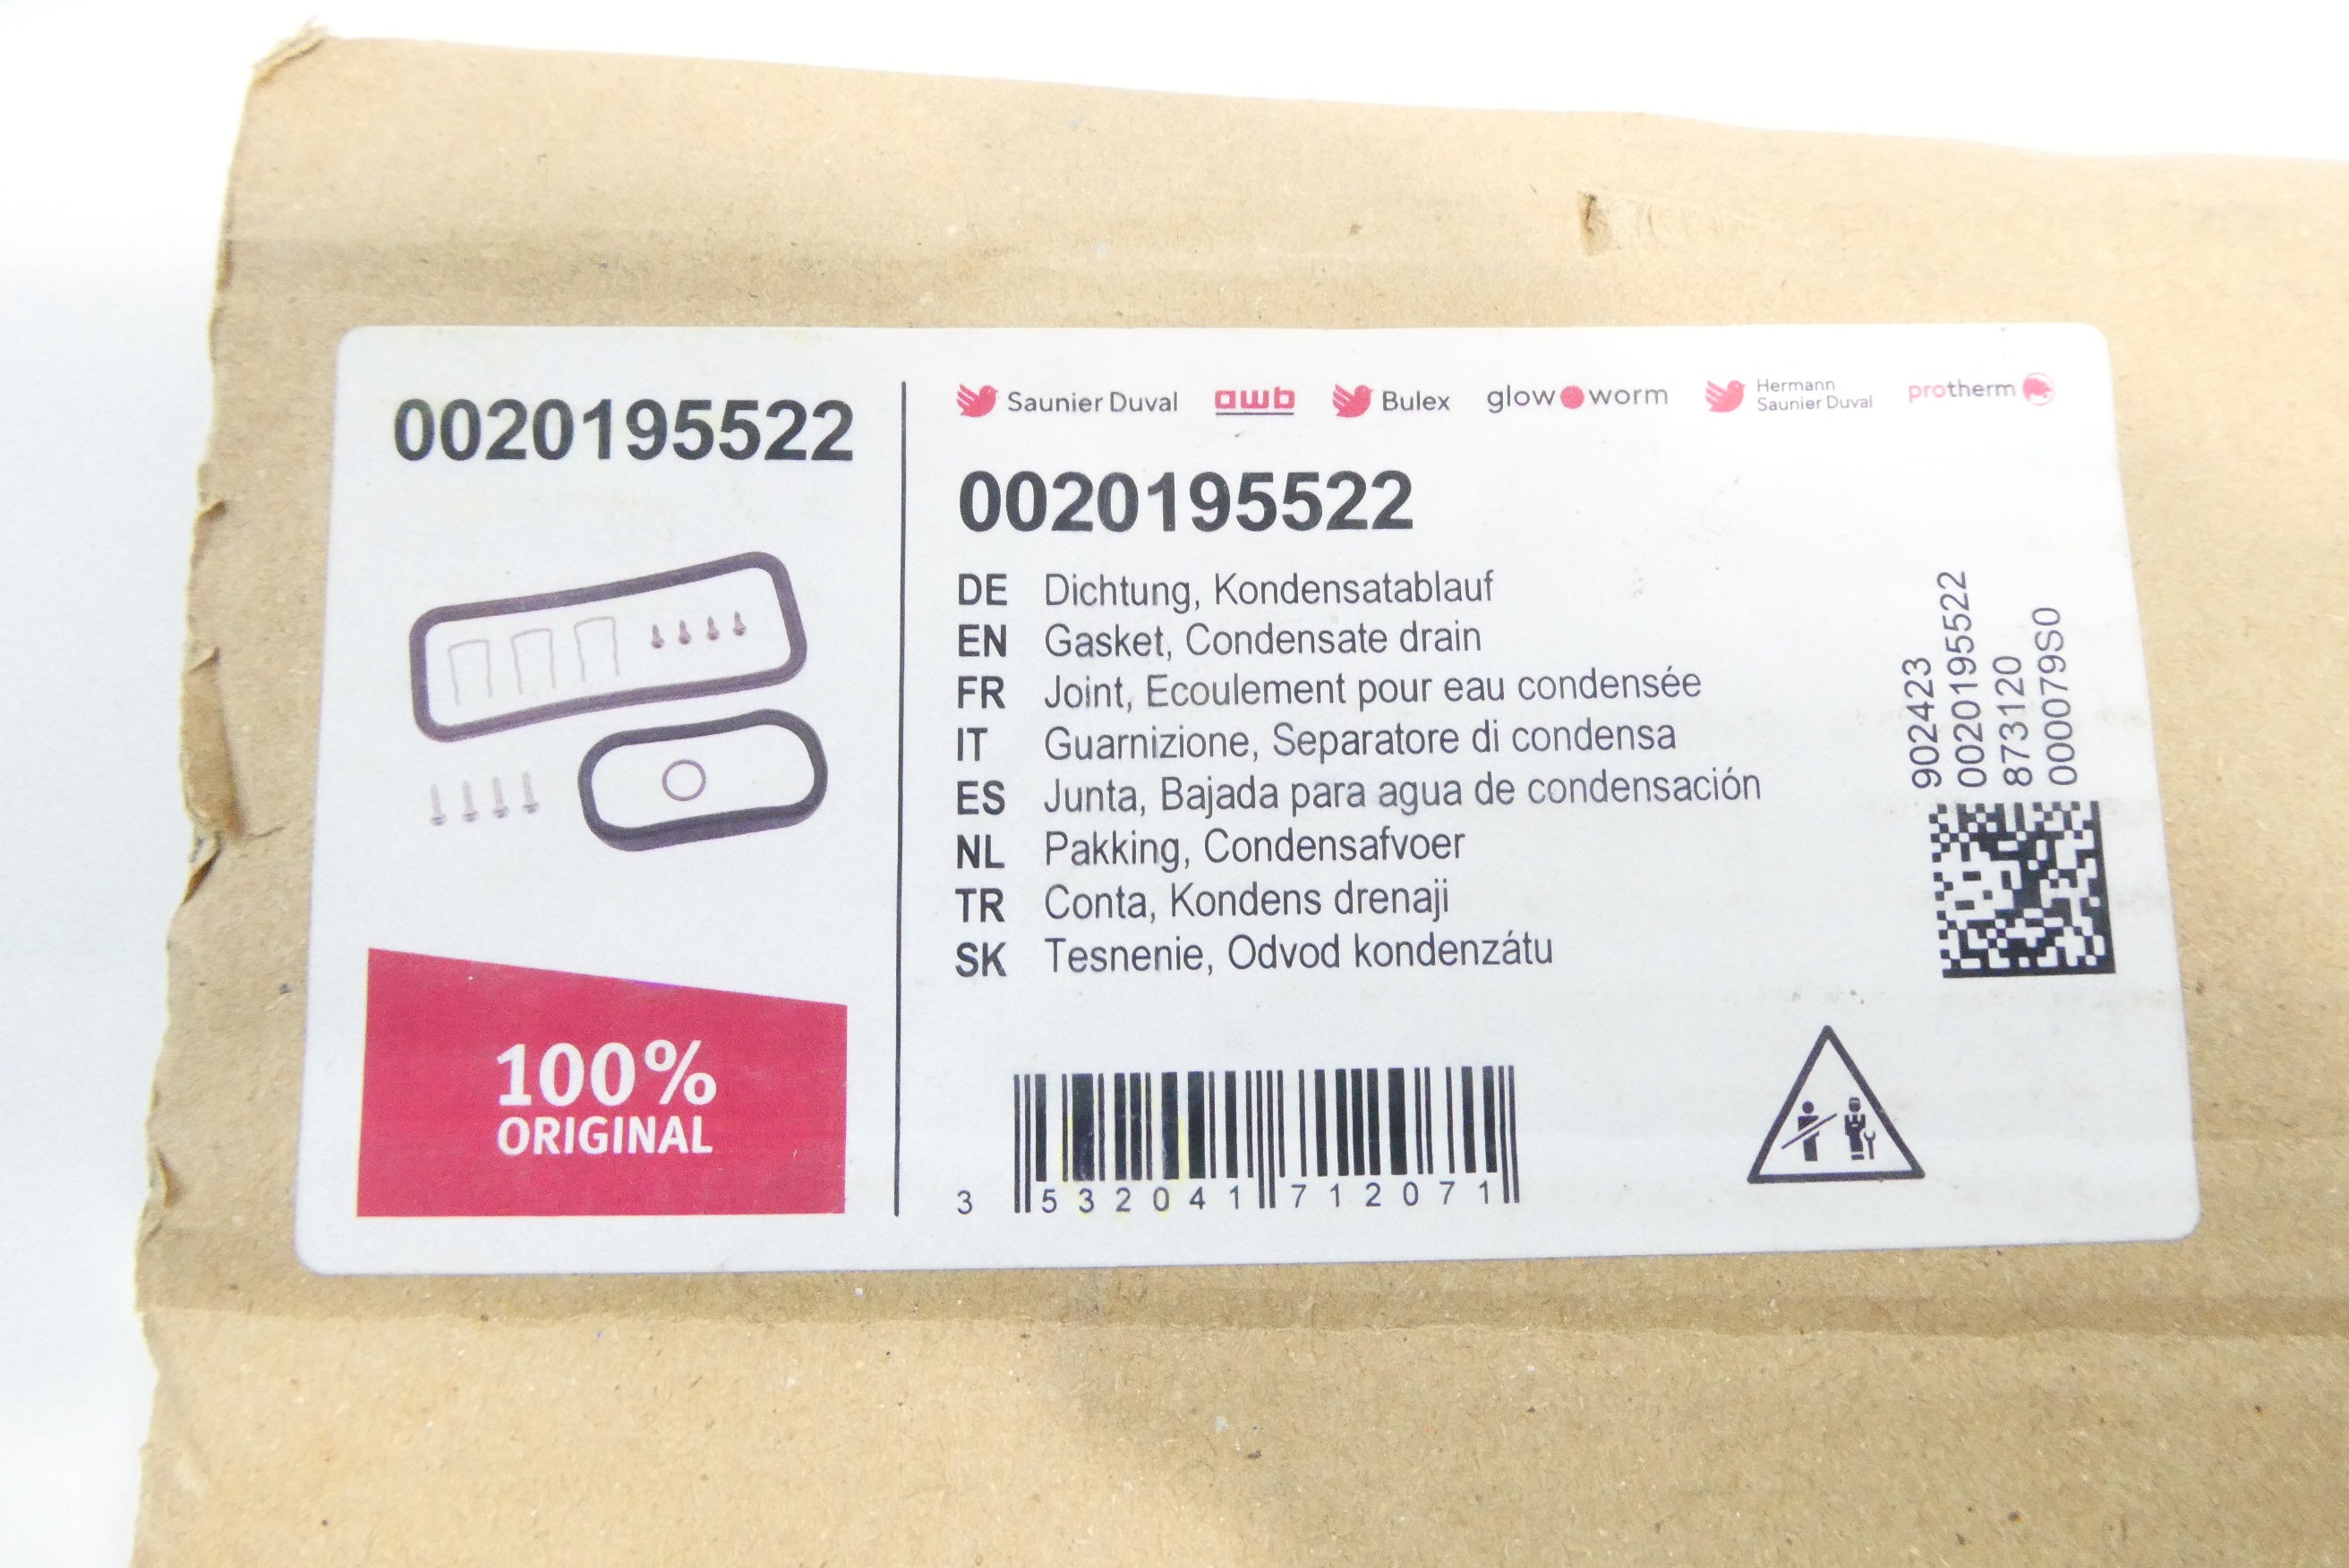 0020195522
100%
ORIGINAL
Saunier Duval awb Bulex glow worm Hermann Saunier Duval protherm
0020195522
DE Dichtung, Kondensatablauf
EN Gasket, Condensate drain
FR Joint, Ecoulement pour eau condensée
IT Guarnizione, Separatore di condensa
ES Junta, Bajada para agua de condensación
NL Pakking, Condensafvoer
TR Conta, Kondens drenaji
SK Tesnenie, Odvod kondenzátu
902423
0020195522
873120
000079S0
3 532041 712071